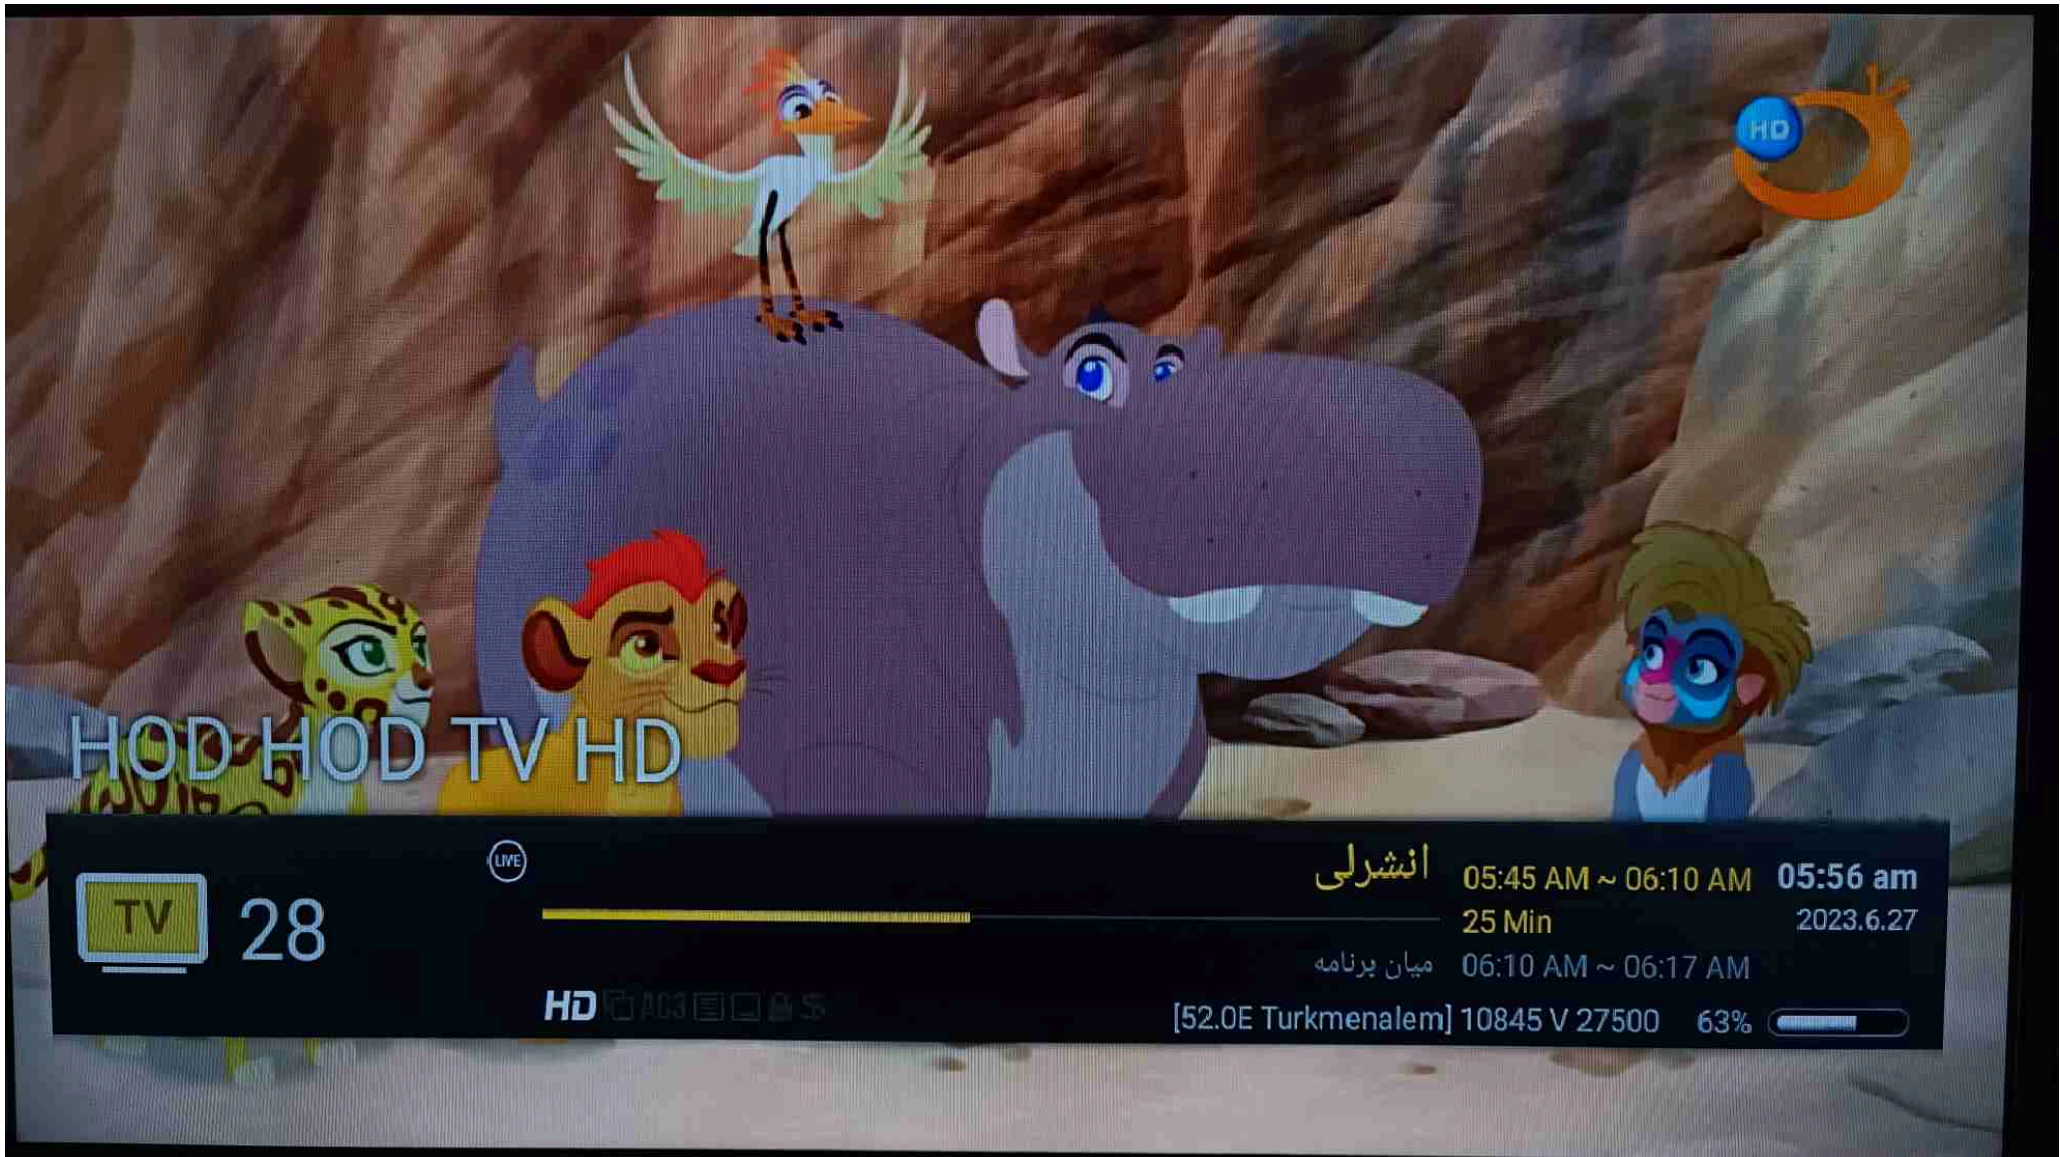 HD
HOD HOD TV HD
LIVE
انشرلی 05:45 AM ~ 06:10 AM 05:56 am
TV 28
25 Min 2023.6.27
میان برنامه 06:10 AM ~ 06:17 AM
HD AC3 $
[52.0E Turkmenalem] 10845 V 27500 63%